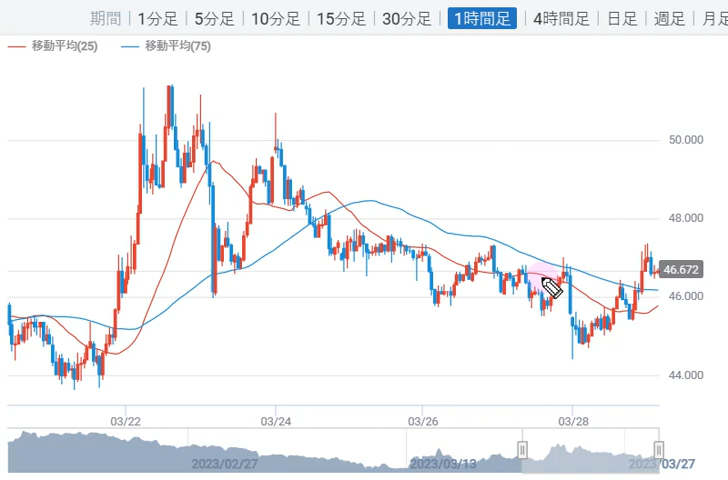 期間 | 1分足 | 5分足 | 10分足 | 15分足 | 30分足 | 1時間足 | 4時間足 | 日足 | 週足 | 月足
移動平均(25) 移動平均(75)
50.000
48.000
46.672
46.000
44.000
03/22 03/24 03/26 03/28
2023/02/27 2023/03/13 2023/03/27